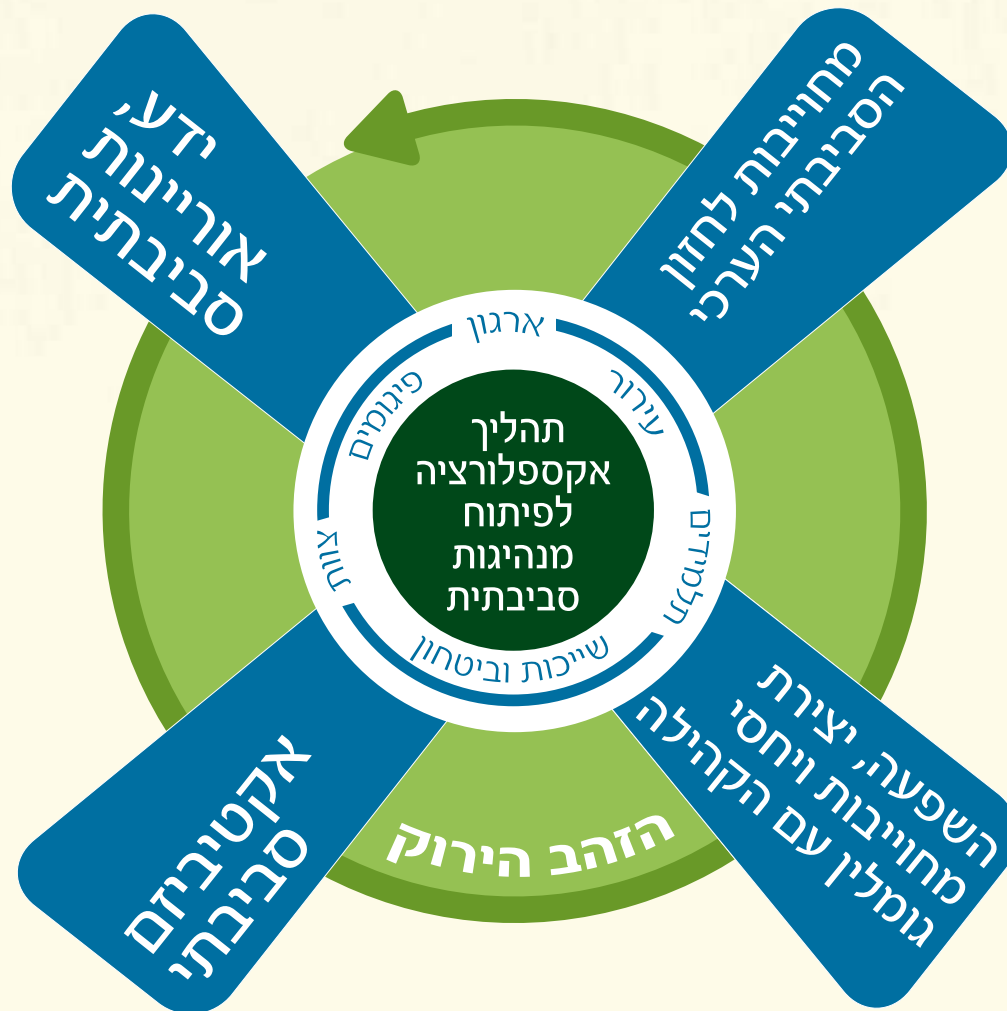 מחוייבות לחזון
הסביבתי הערכי
ידע,
אוריינות
סביבתית
ארגון
עירור
פיגומים
תלמידים
צוות
שייכות וביטחון
תהליך
אקספלורציה
לפיתוח
מנהיגות
סביבתית
השפעה, יצירת
מחוייבות ויחסי
גומלין עם הקהילה
אקטיביזם
סביבתי
הזהב הירוק